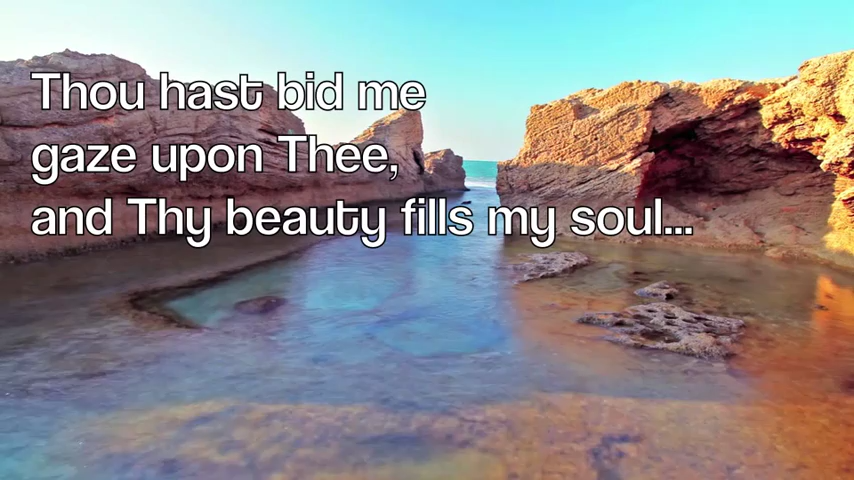 Thou hast bid me
gaze upon Thee,
and Thy beauty fills my soul...